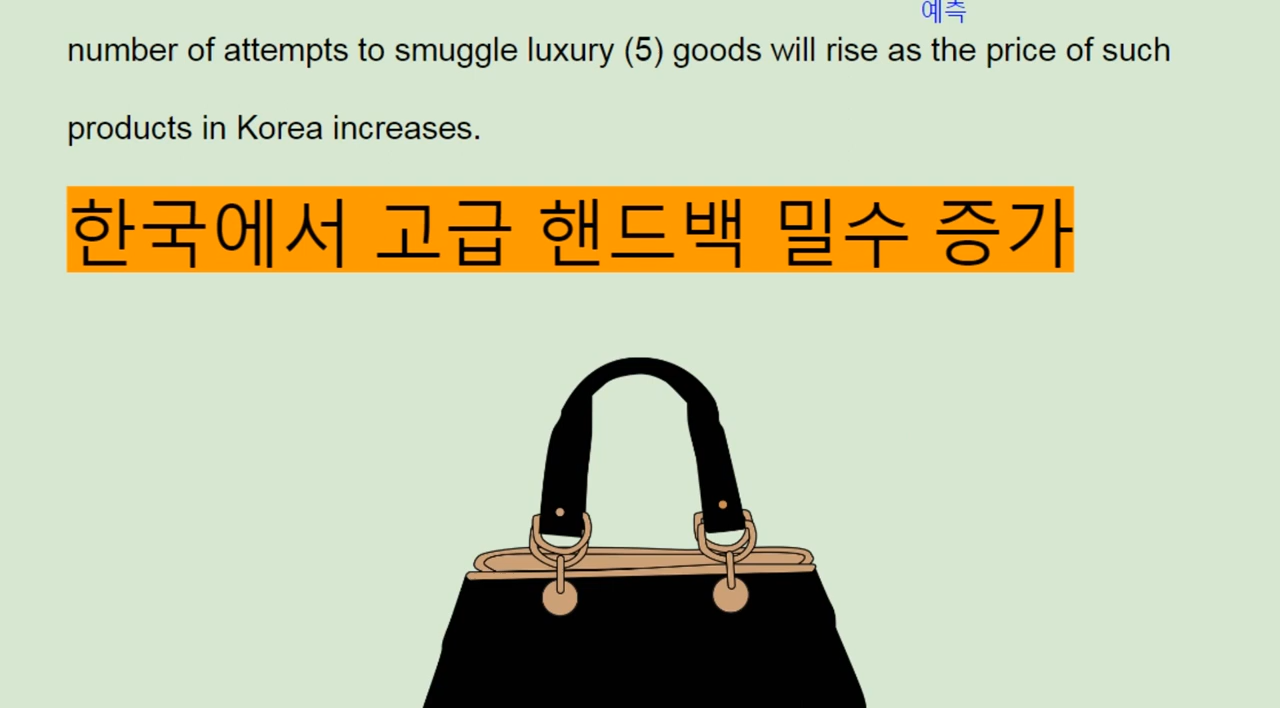 예측
number of attempts to smuggle luxury (5) goods will rise as the price of such
products in Korea increases.
한국에서 고급 핸드백 밀수 증가